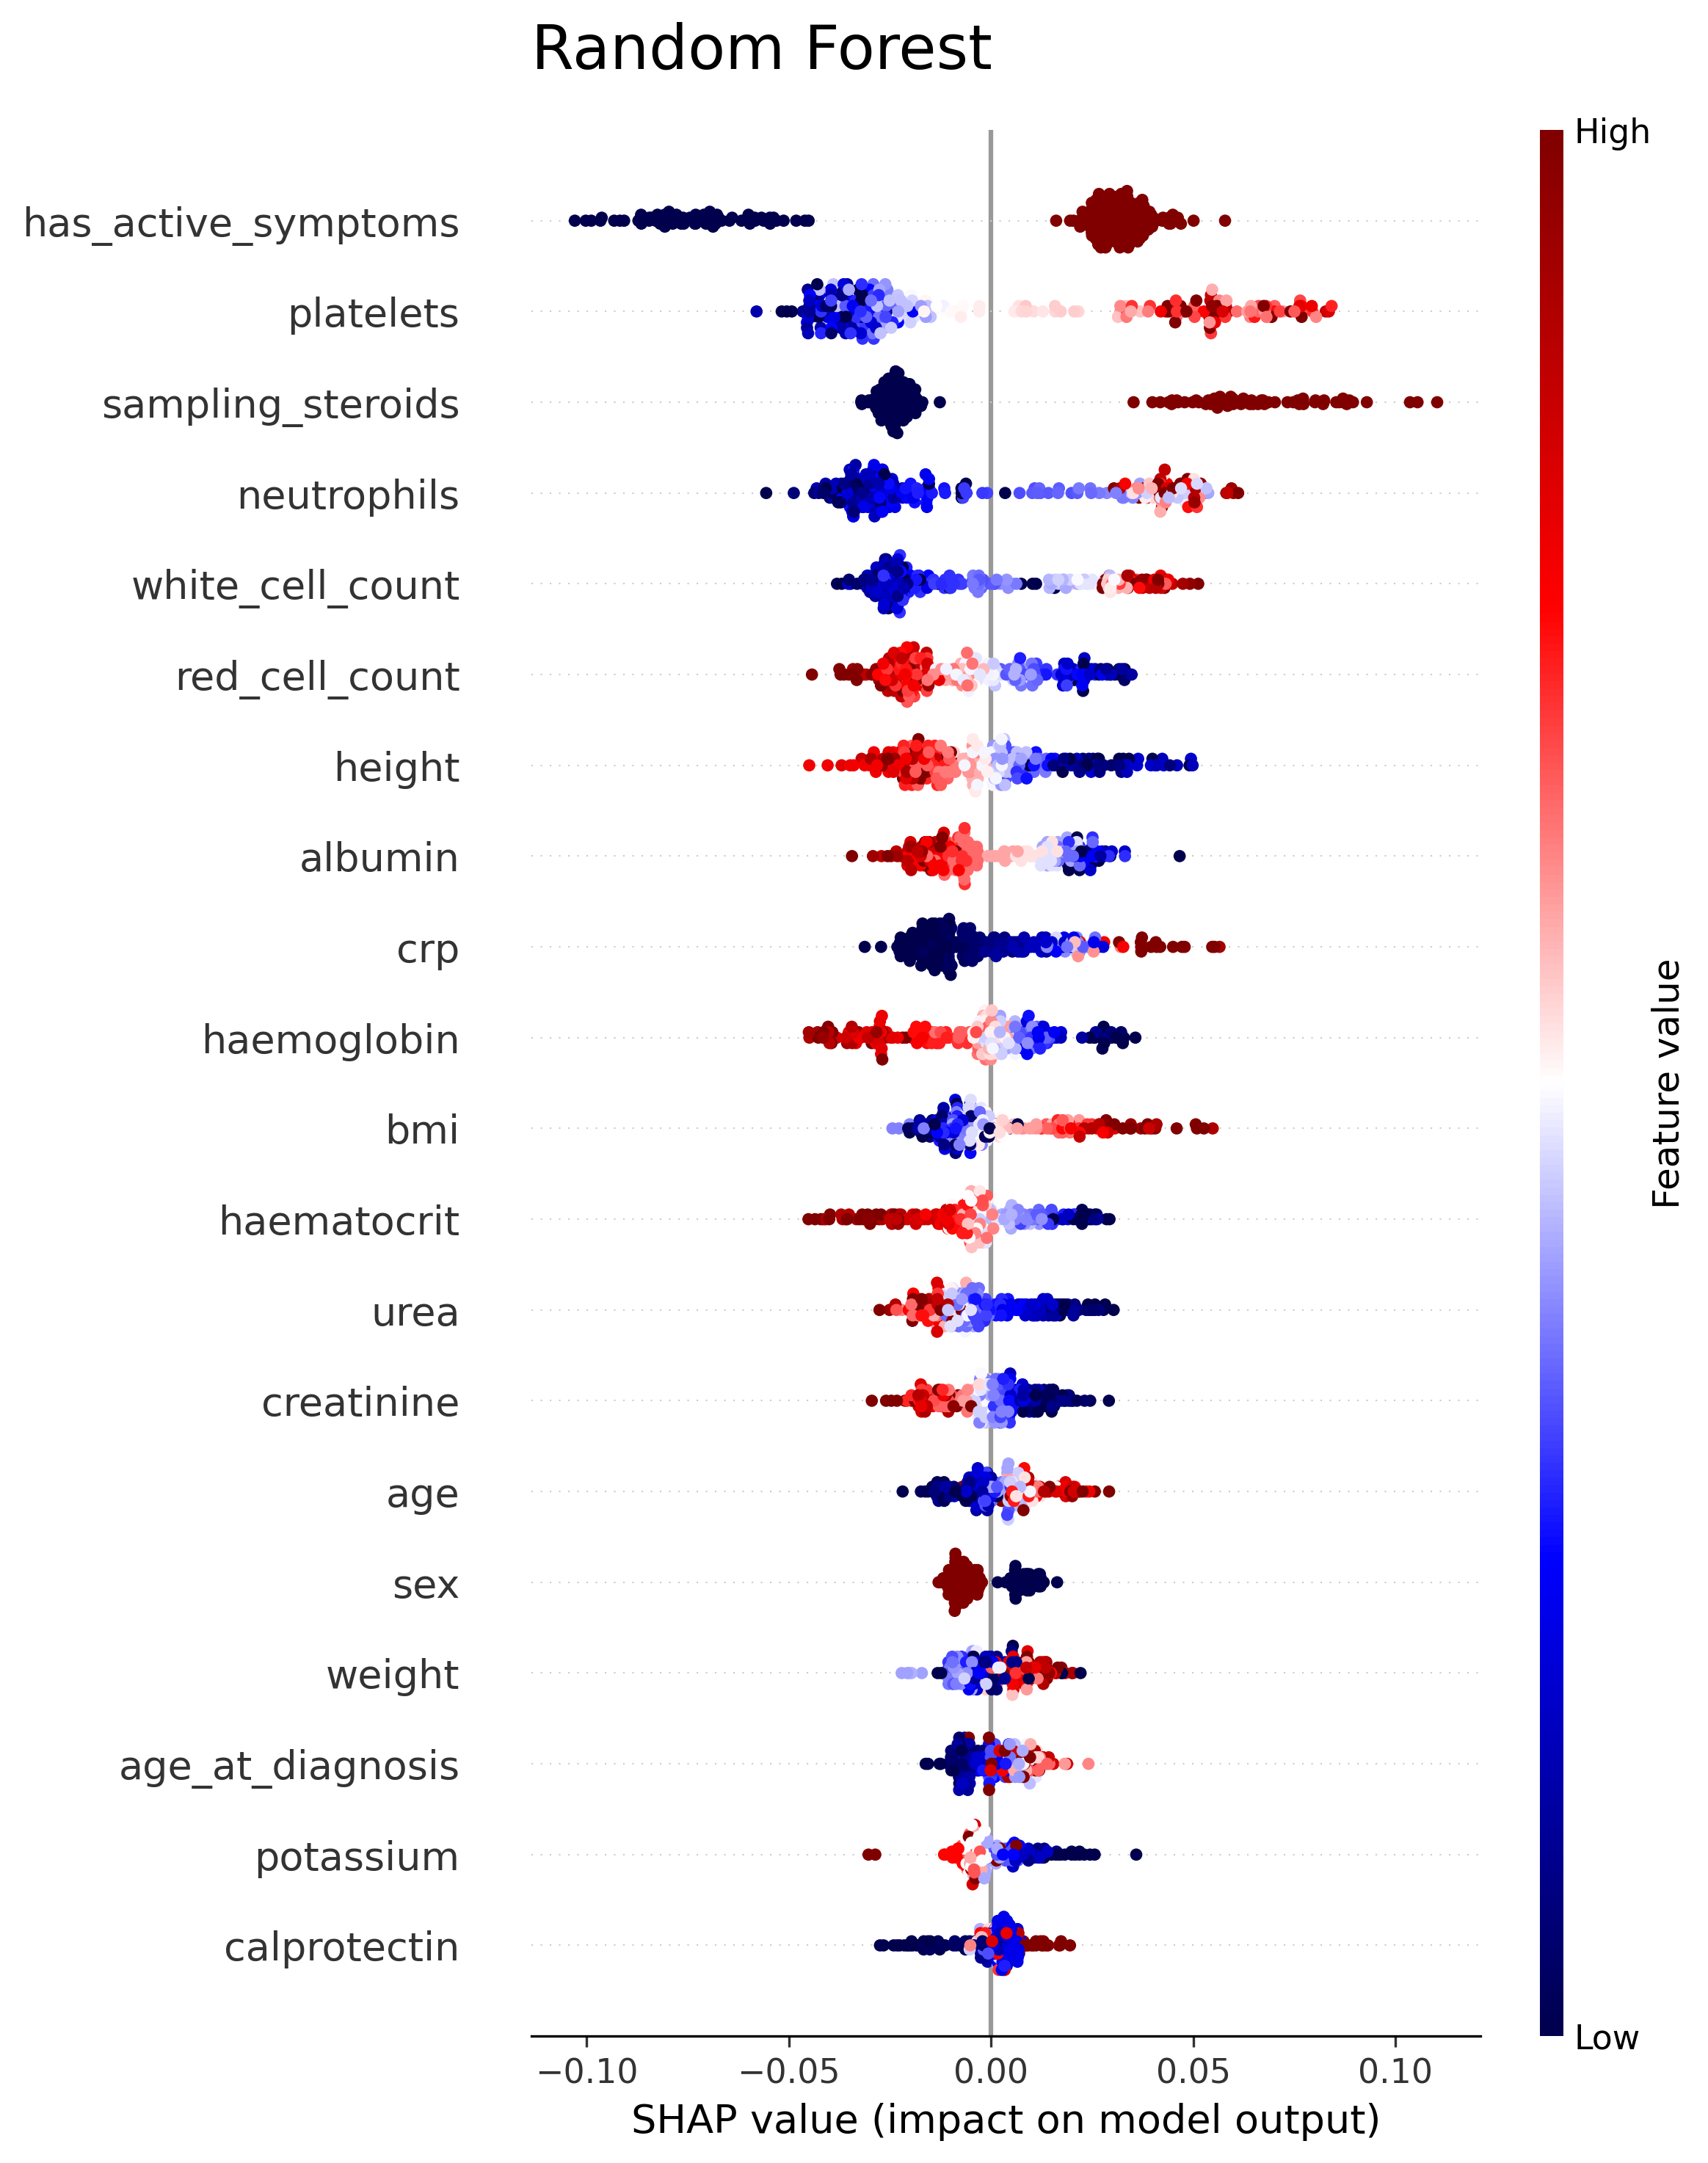 Random Forest
High
has_active_symptoms
platelets
sampling_steroids
neutrophils
white_cell_count
red_cell_count
height
albumin
crp
haemoglobin
bmi
haematocrit
urea
creatinine
age
sex
weight
age_at_diagnosis
potassium
calprotectin
Feature value
Low
−0.10 −0.05 0.00 0.05 0.10
SHAP value (impact on model output)